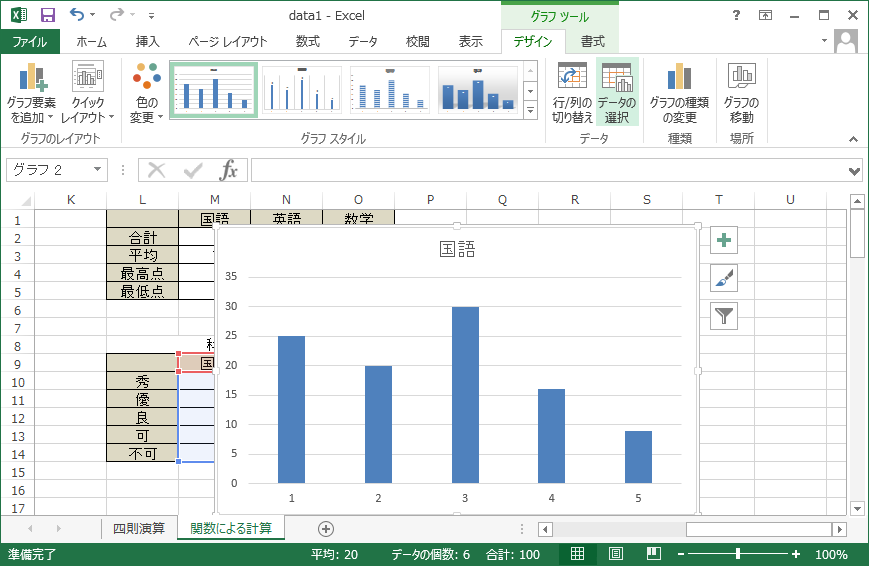 data1 - Excel
グラフ ツール
?
ファイル ホーム 挿入 ページ レイアウト 数式 データ 校閲 表示 デザイン 書式
グラフ要素
を追加
クイック
レイアウト
色の
変更
行/列の
切り替え
データの
選択
グラフの種類
の変更
グラフの
移動
グラフのレイアウト グラフ スタイル データ 種類 場所
グラフ 2
fx
K L M N O P Q R S T U
1 国語 英語 数学
2 合計
3 平均
4 最高点
5 最低点
6
7
8
9
10 秀
11 優
12 良
13 可
14 不可
15
16
17
国語
35
30
25
20
15
10
5
0
1 2 3 4 5
四則演算 関数による計算
準備完了 平均: 20 データの個数: 6 合計: 100 100%